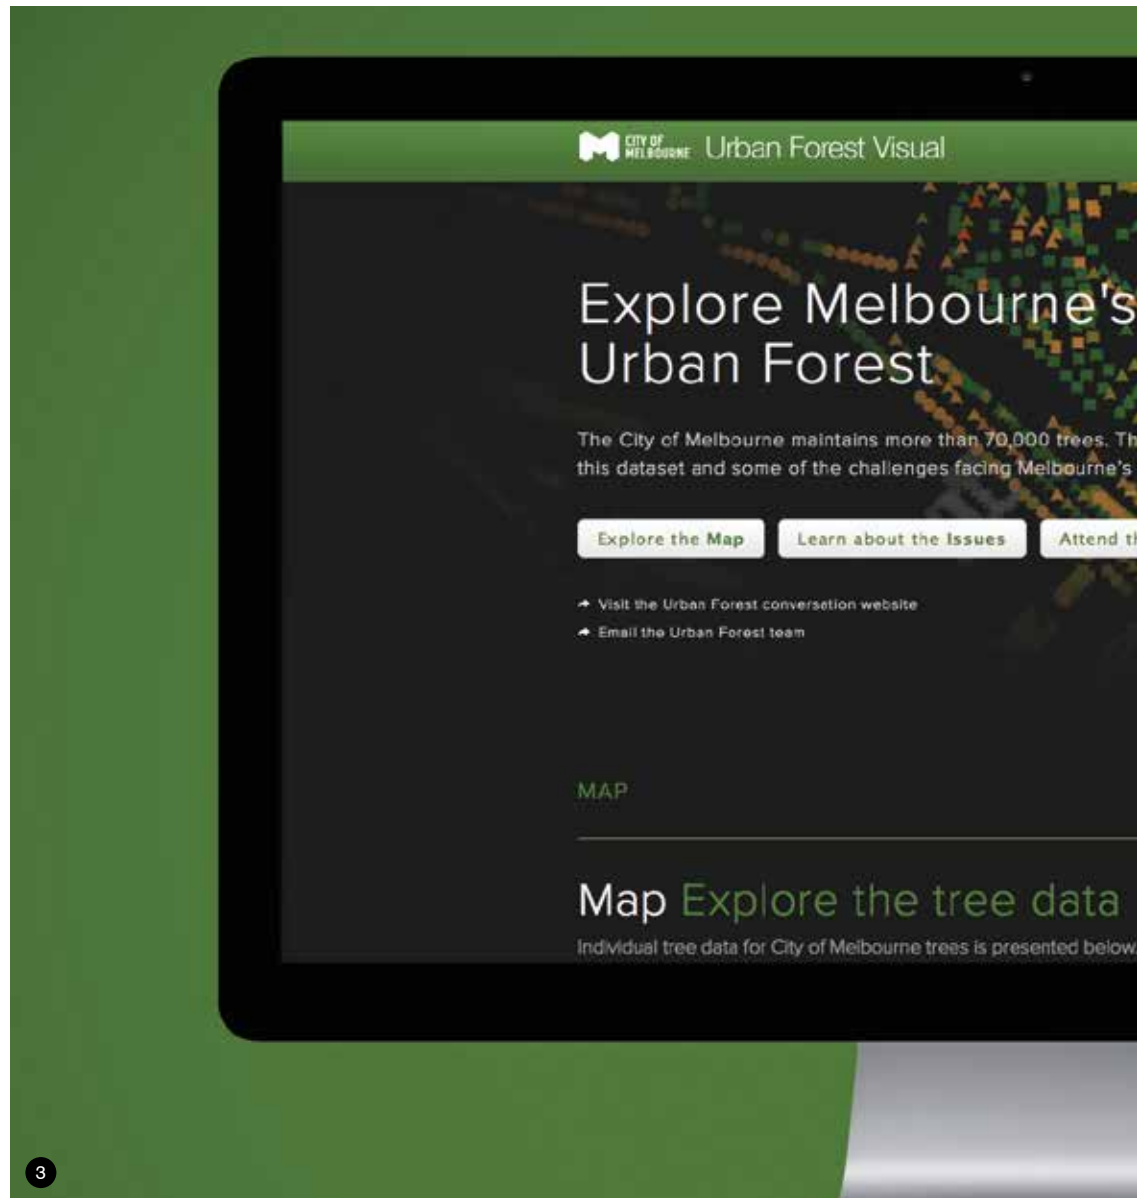 CITY OF
MELBOURNE
Urban Forest Visual
Explore Melbourne's
Urban Forest
The City of Melbourne maintains more than 70,000 trees. Th
this dataset and some of the challenges facing Melbourne's
Explore the Map
Learn about the Issues
Attend th
Visit the Urban Forest conversation website
Email the Urban Forest team
MAP
Map Explore the tree data
Individual tree data for City of Melbourne trees is presented below.
3